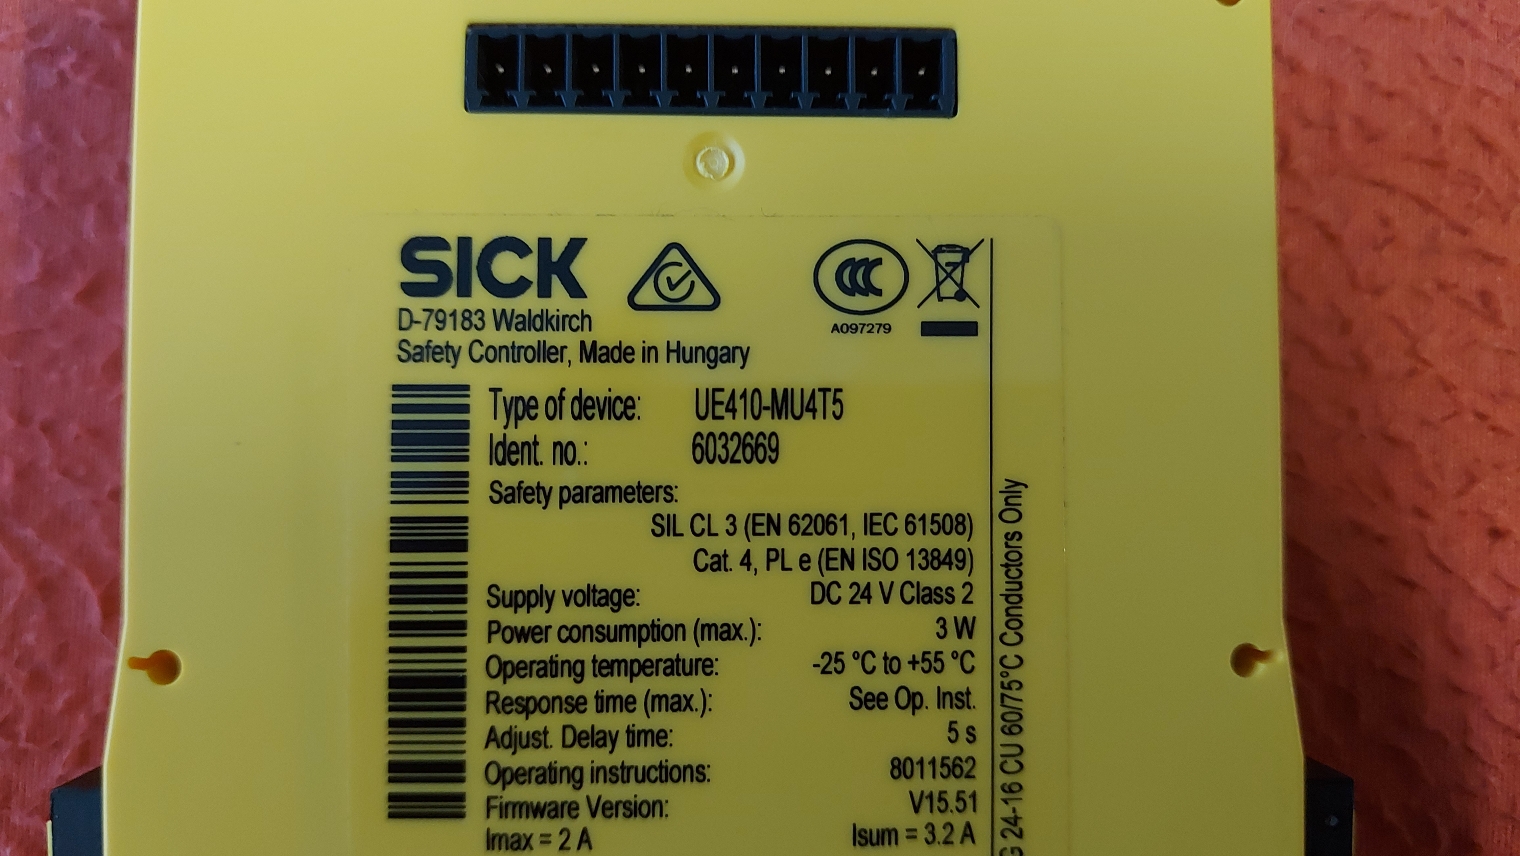 SICK
A097279
D-79183 Waldkirch
Safety Controller, Made in Hungary
Type of device: UE410-MU4T5
Ident. no.: 6032669
Safety parameters:
SIL CL 3 (EN 62061, IEC 61508)
Cat. 4, PL e (EN ISO 13849)
Supply voltage: DC 24 V Class 2
Power consumption (max.): 3 W
Operating temperature: -25 °C to +55 °C
Response time (max.): See Op. Inst.
Adjust. Delay time: 5 s
Operating instructions: 8011562
Firmware Version: V15.51
Imax = 2 A Isum = 3.2 A
G 24-16 CU 60/75°C Conductors Only